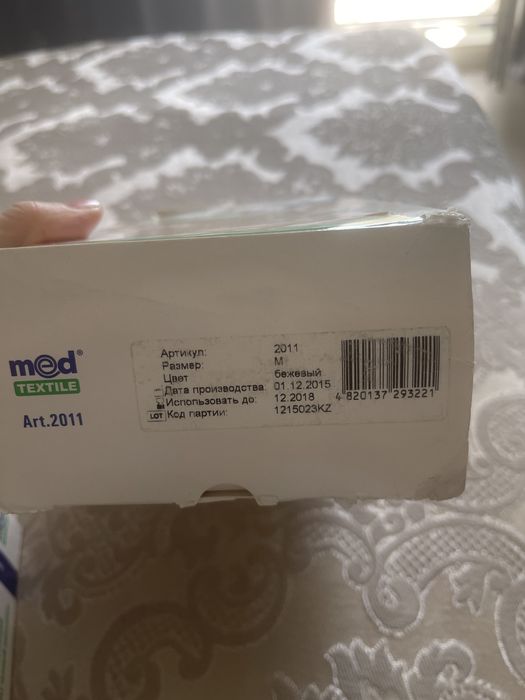 med®
TEXTILE
Art.2011
Артикул: 2011
Размер: M
Цвет бежевый
Дата производства: 01.12.2015
Использовать до: 12.2018
LOT Код партии: 1215023KZ
4 820137 293221